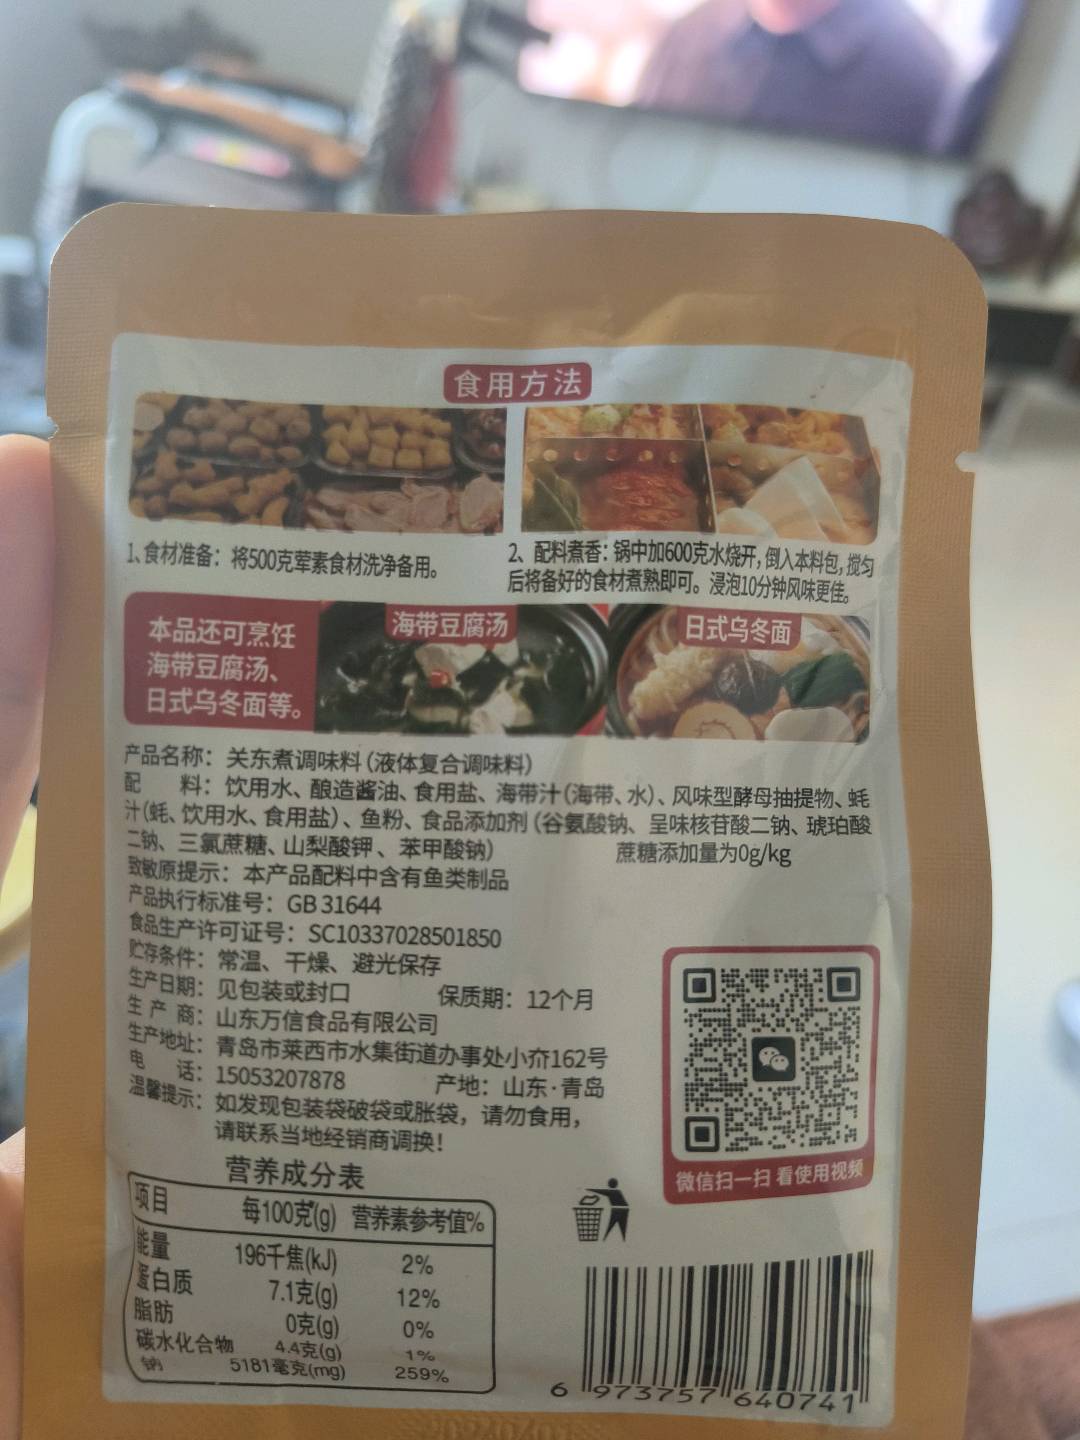 食用方法
1、食材准备：将500克荤素食材洗净备用。
2、配料煮香：锅中加600克水烧开，倒入本料包，搅匀
后将备好的食材煮熟即可。浸泡10分钟风味更佳。
本品还可烹饪
海带豆腐汤、
日式乌冬面等。
海带豆腐汤
日式乌冬面
产品名称：关东煮调味料（液体复合调味料）
配 料：饮用水、酿造酱油、食用盐、海带汁（海带、水）、风味型酵母抽提物、蚝
汁（蚝、饮用水、食用盐）、鱼粉、食品添加剂（谷氨酸钠、呈味核苷酸二钠、琥珀酸
二钠、三氯蔗糖、山梨酸钾、苯甲酸钠） 蔗糖添加量为0g/kg
致敏原提示：本产品配料中含有鱼类制品
产品执行标准号：GB 31644
食品生产许可证号：SC10337028501850
贮存条件：常温、干燥、避光保存
生产日期：见包装或封口 保质期：12个月
生 产 商：山东万信食品有限公司
生产地址：青岛市莱西市水集街道办事处小夼162号
电 话：15053207878 产地：山东·青岛
温馨提示：如发现包装袋破袋或胀袋，请勿食用，
请联系当地经销商调换！
微信扫一扫 看使用视频
营养成分表
项目 每100克(g) 营养素参考值%
能量 196千焦(kJ) 2%
蛋白质 7.1克(g) 12%
脂肪 0克(g) 0%
碳水化合物 4.4克(g) 1%
钠 5181毫克(mg) 259%
6 973757 640741